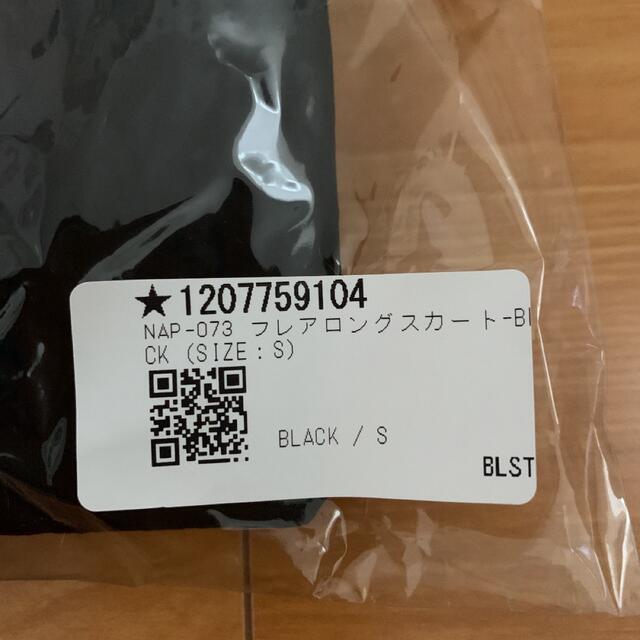 ★1207759104
NAP-073 フレアロングスカート-Bl
CK (SIZE:S)
BLACK / S
BLST